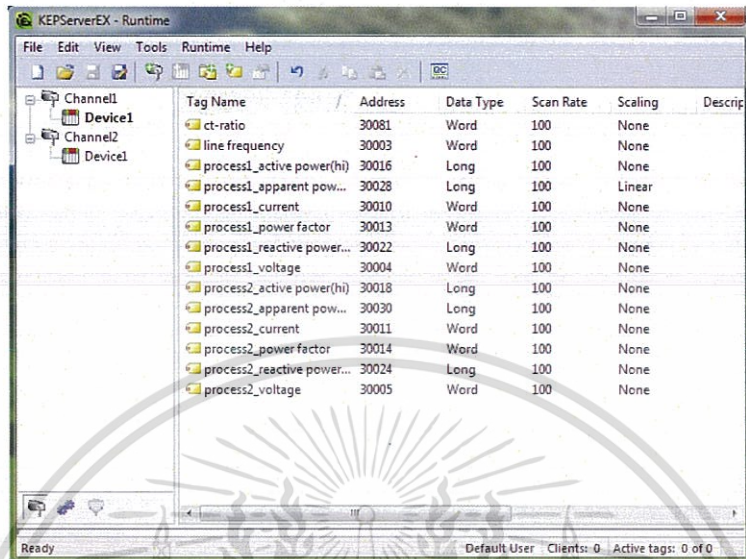 KEPServerEX - Runtime
File Edit View Tools Runtime Help
QC
Channel1
Device1
Channel2
Device1
Tag Name / Address Data Type Scan Rate Scaling Descrip
ct-ratio 30081 Word 100 None
line frequency 30003 Word 100 None
process1_active power(hi) 30016 Long 100 None
process1_apparent pow... 30028 Long 100 Linear
process1_current 30010 Word 100 None
process1_power factor 30013 Word 100 None
process1_reactive power... 30022 Long 100 None
process1_voltage 30004 Word 100 None
process2_active power(hi) 30018 Long 100 None
process2_apparent pow... 30030 Long 100 None
process2_current 30011 Word 100 None
process2_power factor 30014 Word 100 None
process2_reactive power... 30024 Long 100 None
process2_voltage 30005 Word 100 None
Ready Default User Clients: 0 Active tags: 0 of 0